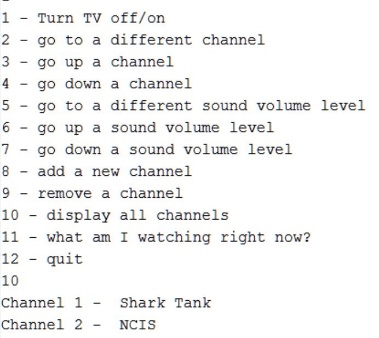 1 - Turn TV off/on
2 - go to a different channel
3 - go up a channel
4 - go down a channel
5 - go to a different sound volume level
6 - go up a sound volume level
7 - go down a sound volume level
8 - add a new channel
9 - remove a channel
10 - display all channels
11 - what am I watching right now?
12 - quit
10
Channel 1 -  Shark Tank
Channel 2 -  NCIS